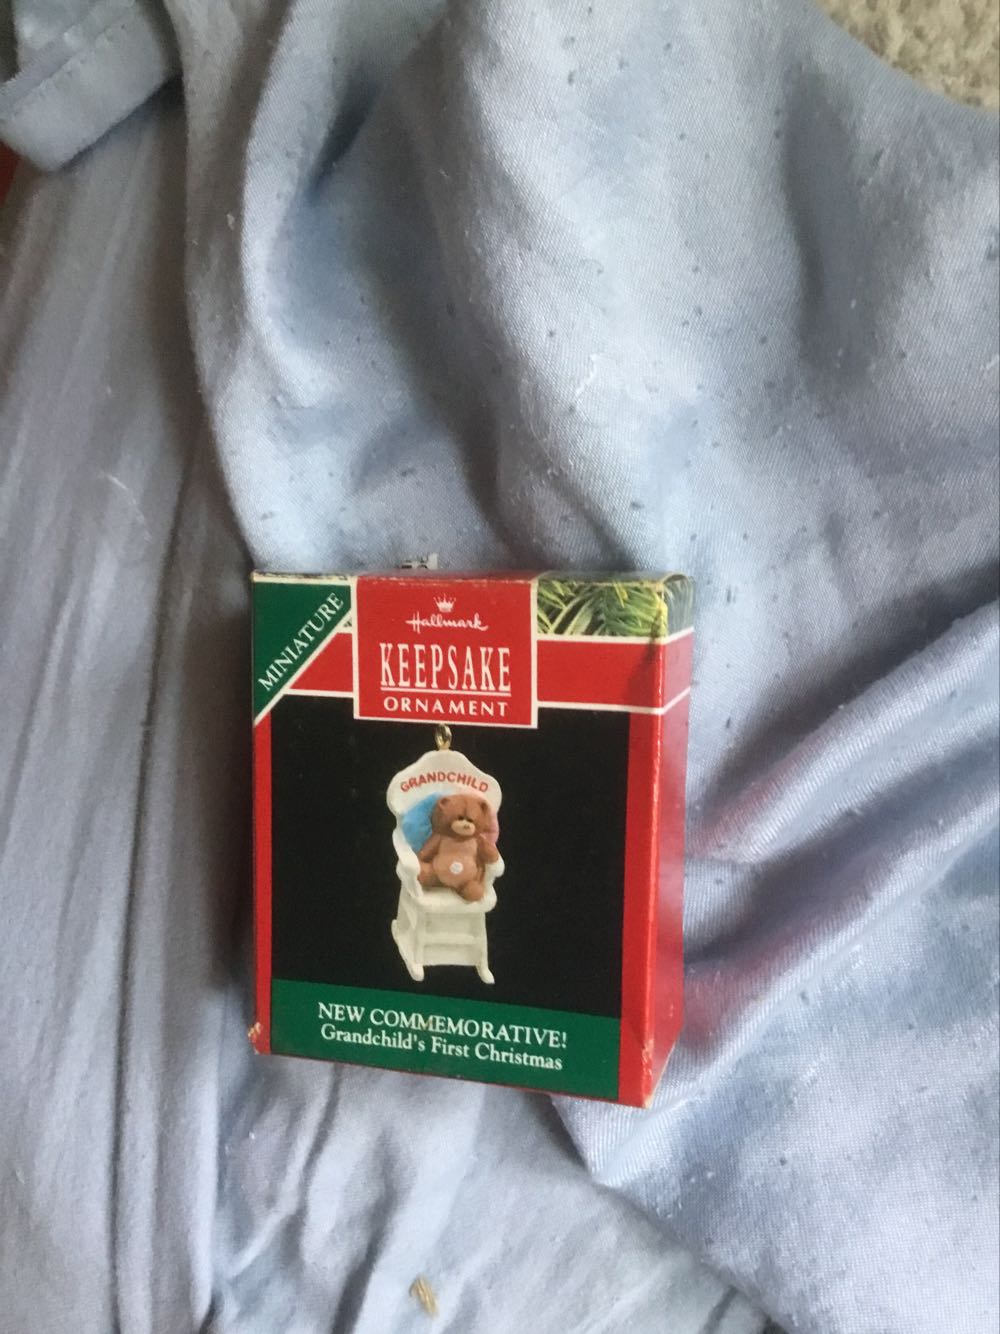 MINIATURE
Hallmark
KEEPSAKE
ORNAMENT
GRANDCHILD
NEW COMMEMORATIVE!
Grandchild's First Christmas